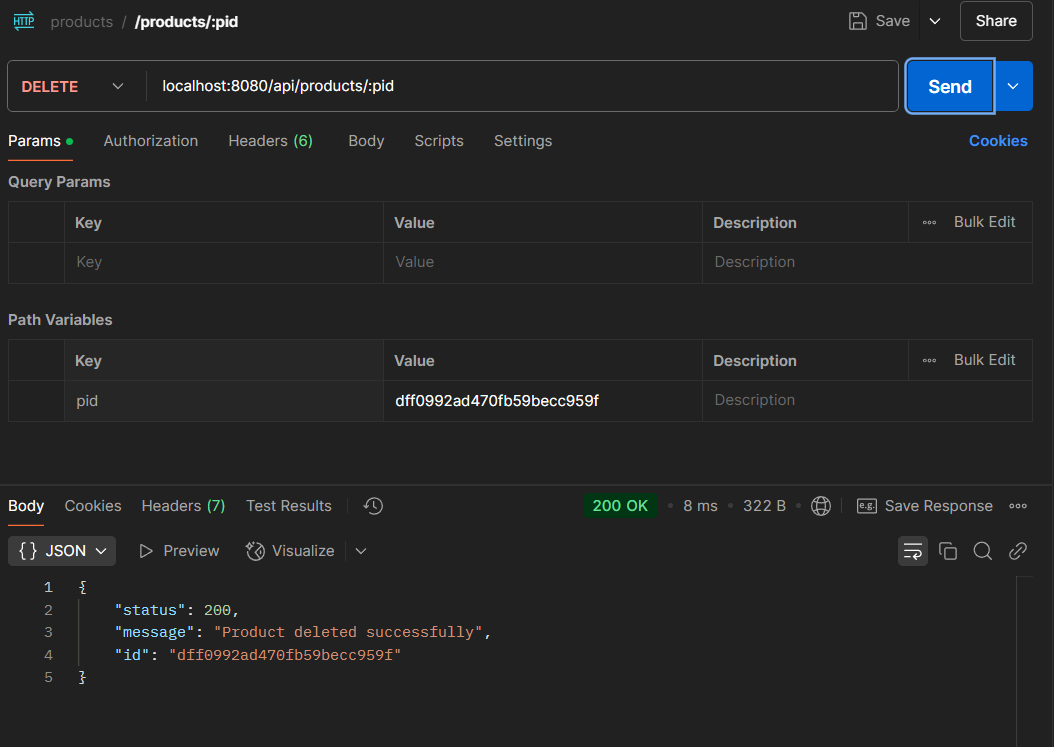 HTTP products / /products/:pid Save Share
DELETE localhost:8080/api/products/:pid Send
Params Authorization Headers (6) Body Scripts Settings Cookies
Query Params
Key Value Description Bulk Edit
Key Value Description
Path Variables
Key Value Description Bulk Edit
pid dff0992ad470fb59becc959f Description
Body Cookies Headers (7) Test Results 200 OK • 8 ms • 322 B • e.g. Save Response
{} JSON Preview Visualize
1 {
2 "status": 200,
3 "message": "Product deleted successfully",
4 "id": "dff0992ad470fb59becc959f"
5 }